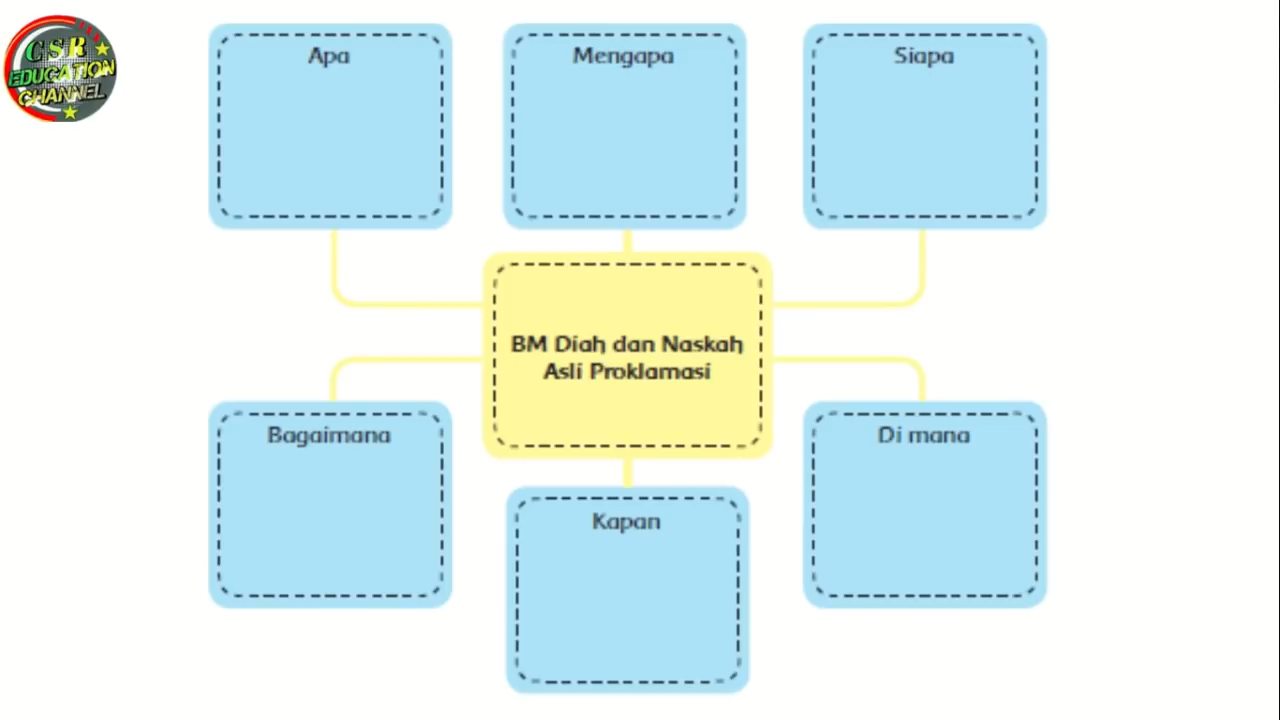 CSR
EDUCATION
CHANNEL
Apa
Mengapa
Siapa
BM Diah dan Naskah
Asli Proklamasi
Bagaimana
Di mana
Kapan